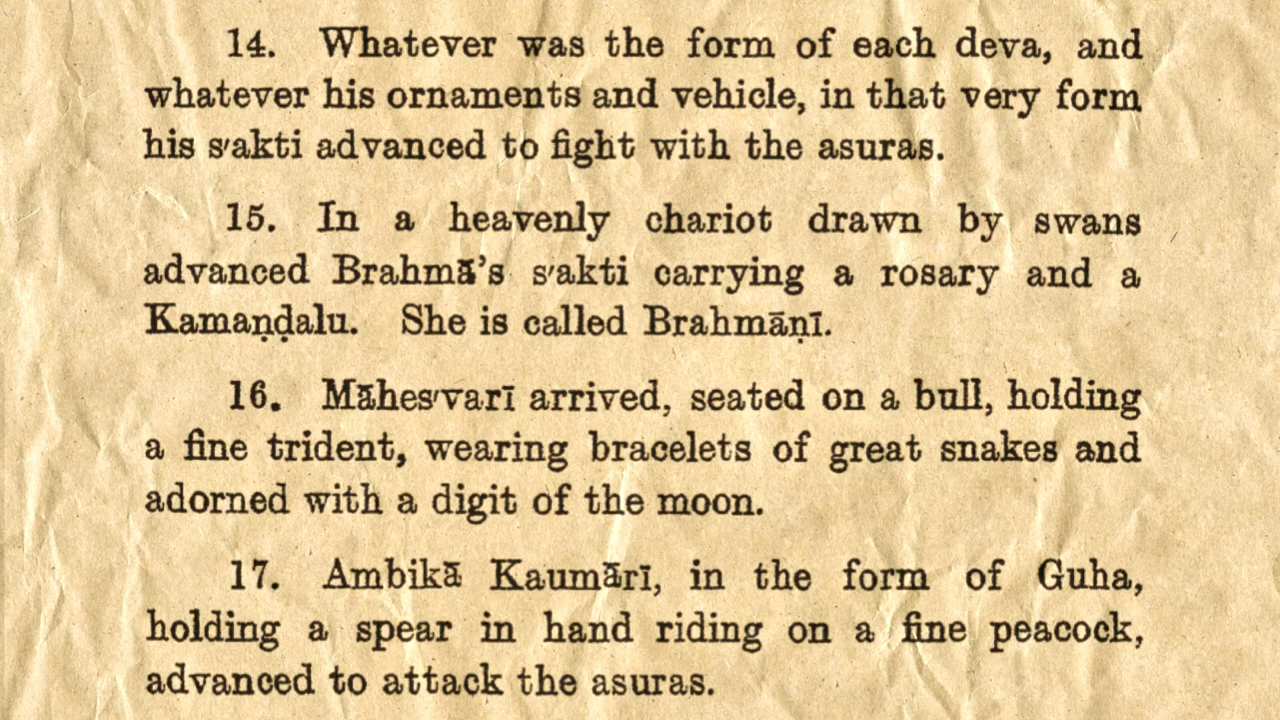 14. Whatever was the form of each deva, and
whatever his ornaments and vehicle, in that very form
his s'akti advanced to fight with the asuras.
15. In a heavenly chariot drawn by swans
advanced Brahmā's s'akti carrying a rosary and a
Kamaṇḍalu. She is called Brahmāṇī.
16. Māhes'varī arrived, seated on a bull, holding
a fine trident, wearing bracelets of great snakes and
adorned with a digit of the moon.
17. Ambikā Kaumārī, in the form of Guha,
holding a spear in hand riding on a fine peacock,
advanced to attack the asuras.